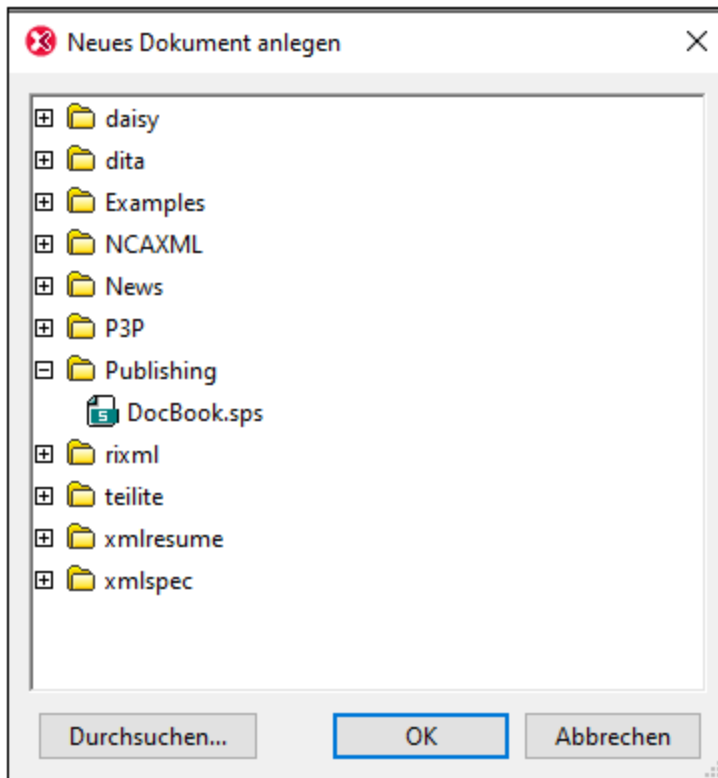 Neues Dokument anlegen
daisy
dita
Examples
NCAXML
News
P3P
Publishing
DocBook.sps
rixml
teilite
xmlresume
xmlspec
Durchsuchen... OK Abbrechen